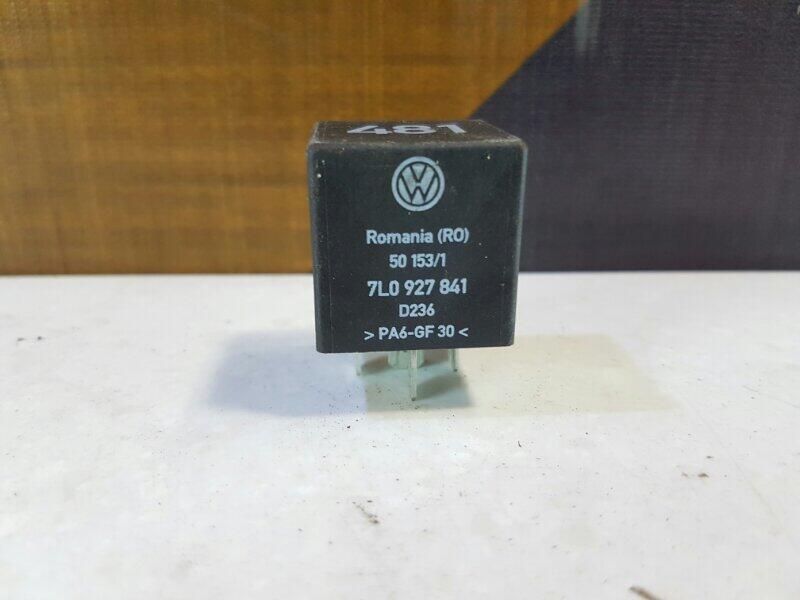 481
Romania (RO)
50 153/1
7L0 927 841
D236
> PA6-GF 30 <